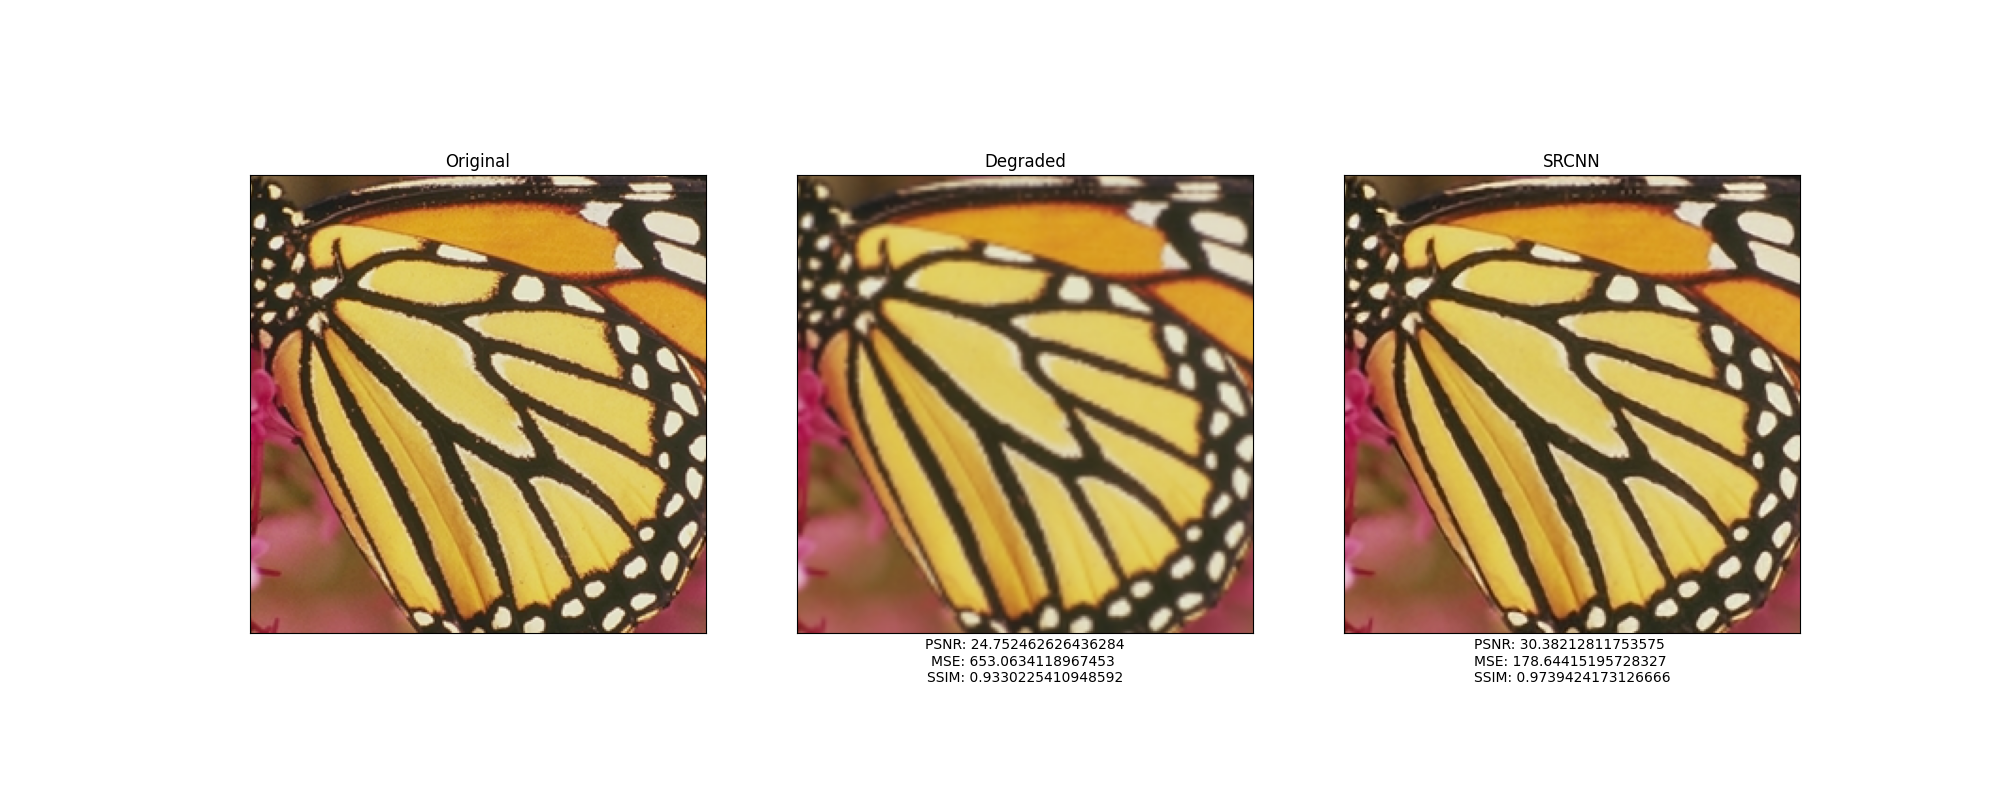 Original
Degraded
SRCNN
PSNR: 24.752462626436284
MSE: 653.0634118967453
SSIM: 0.9330225410948592
PSNR: 30.38212811753575
MSE: 178.64415195728327
SSIM: 0.9739424173126666